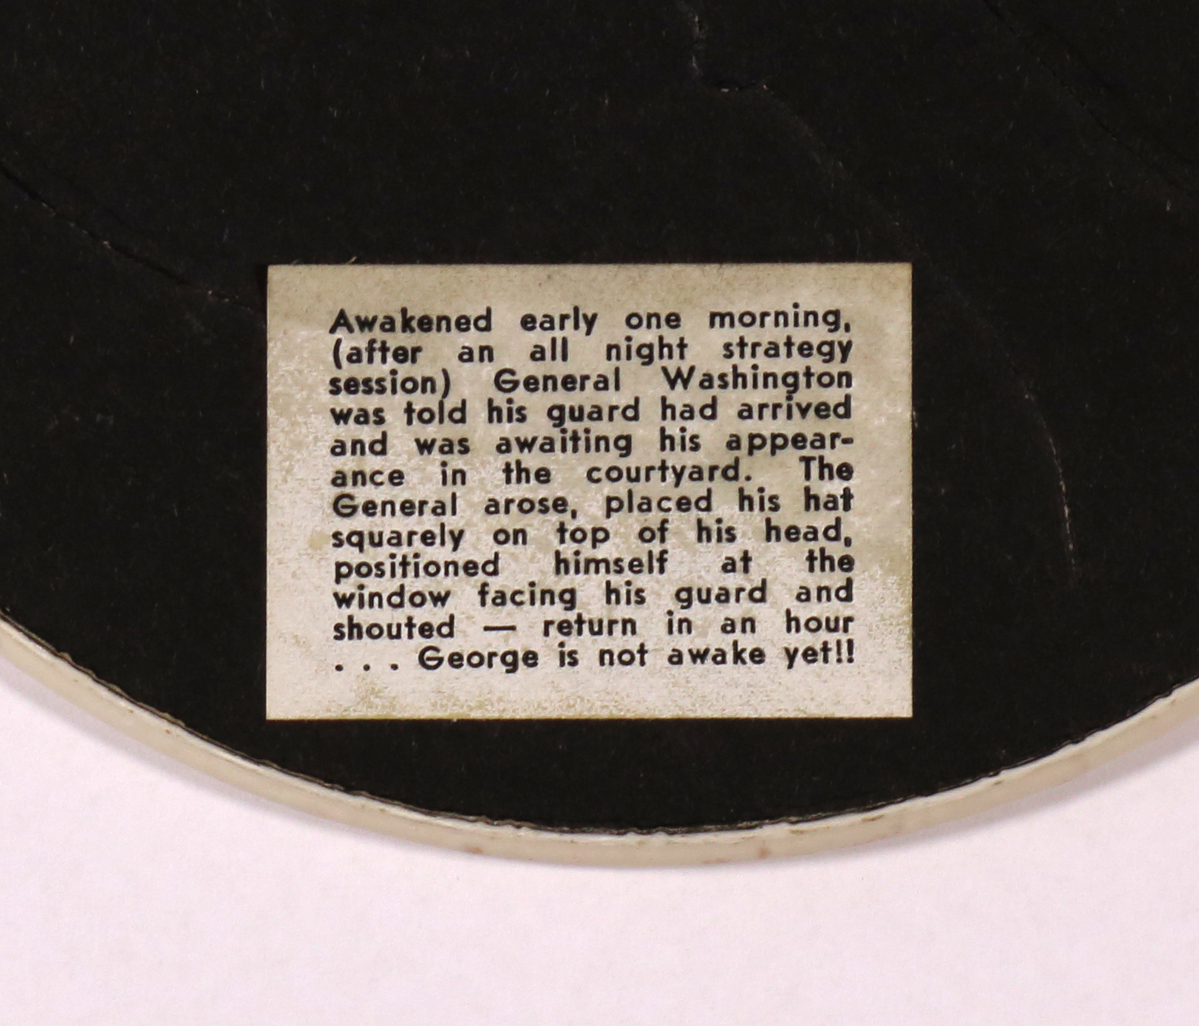 Awakened early one morning,
(after an all night strategy
session) General Washington
was told his guard had arrived
and was awaiting his appear-
ance in the courtyard. The
General arose, placed his hat
squarely on top of his head,
positioned himself at the
window facing his guard and
shouted — return in an hour
. . . George is not awake yet!!